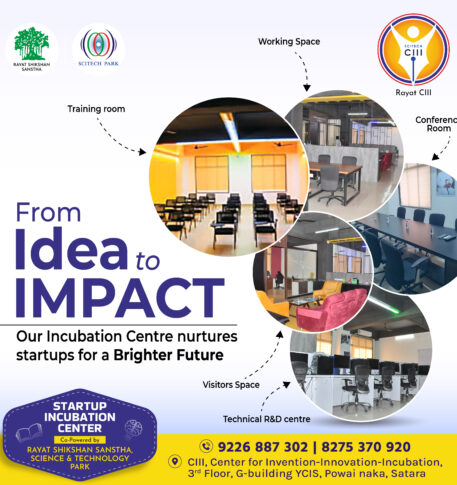 RAYAT SHIKSHAN
SANSTHA
SCITECH PARK
SCIENCE
CIII
Rayat CIII
Working Space
Training room
Conference
Room
From
Idea to
IMPACT
Our Incubation Centre nurtures
startups for a Brighter Future
Visitors Space
Technical R&D centre
STARTUP
INCUBATION
CENTER
Co-Powered by
RAYAT SHIKSHAN SANSTHA,
SCIENCE & TECHNOLOGY
PARK
9226 887 302 | 8275 370 920
CIII, Center for Invention-Innovation-Incubation,
3rd Floor, G-building YCIS, Powai naka, Satara